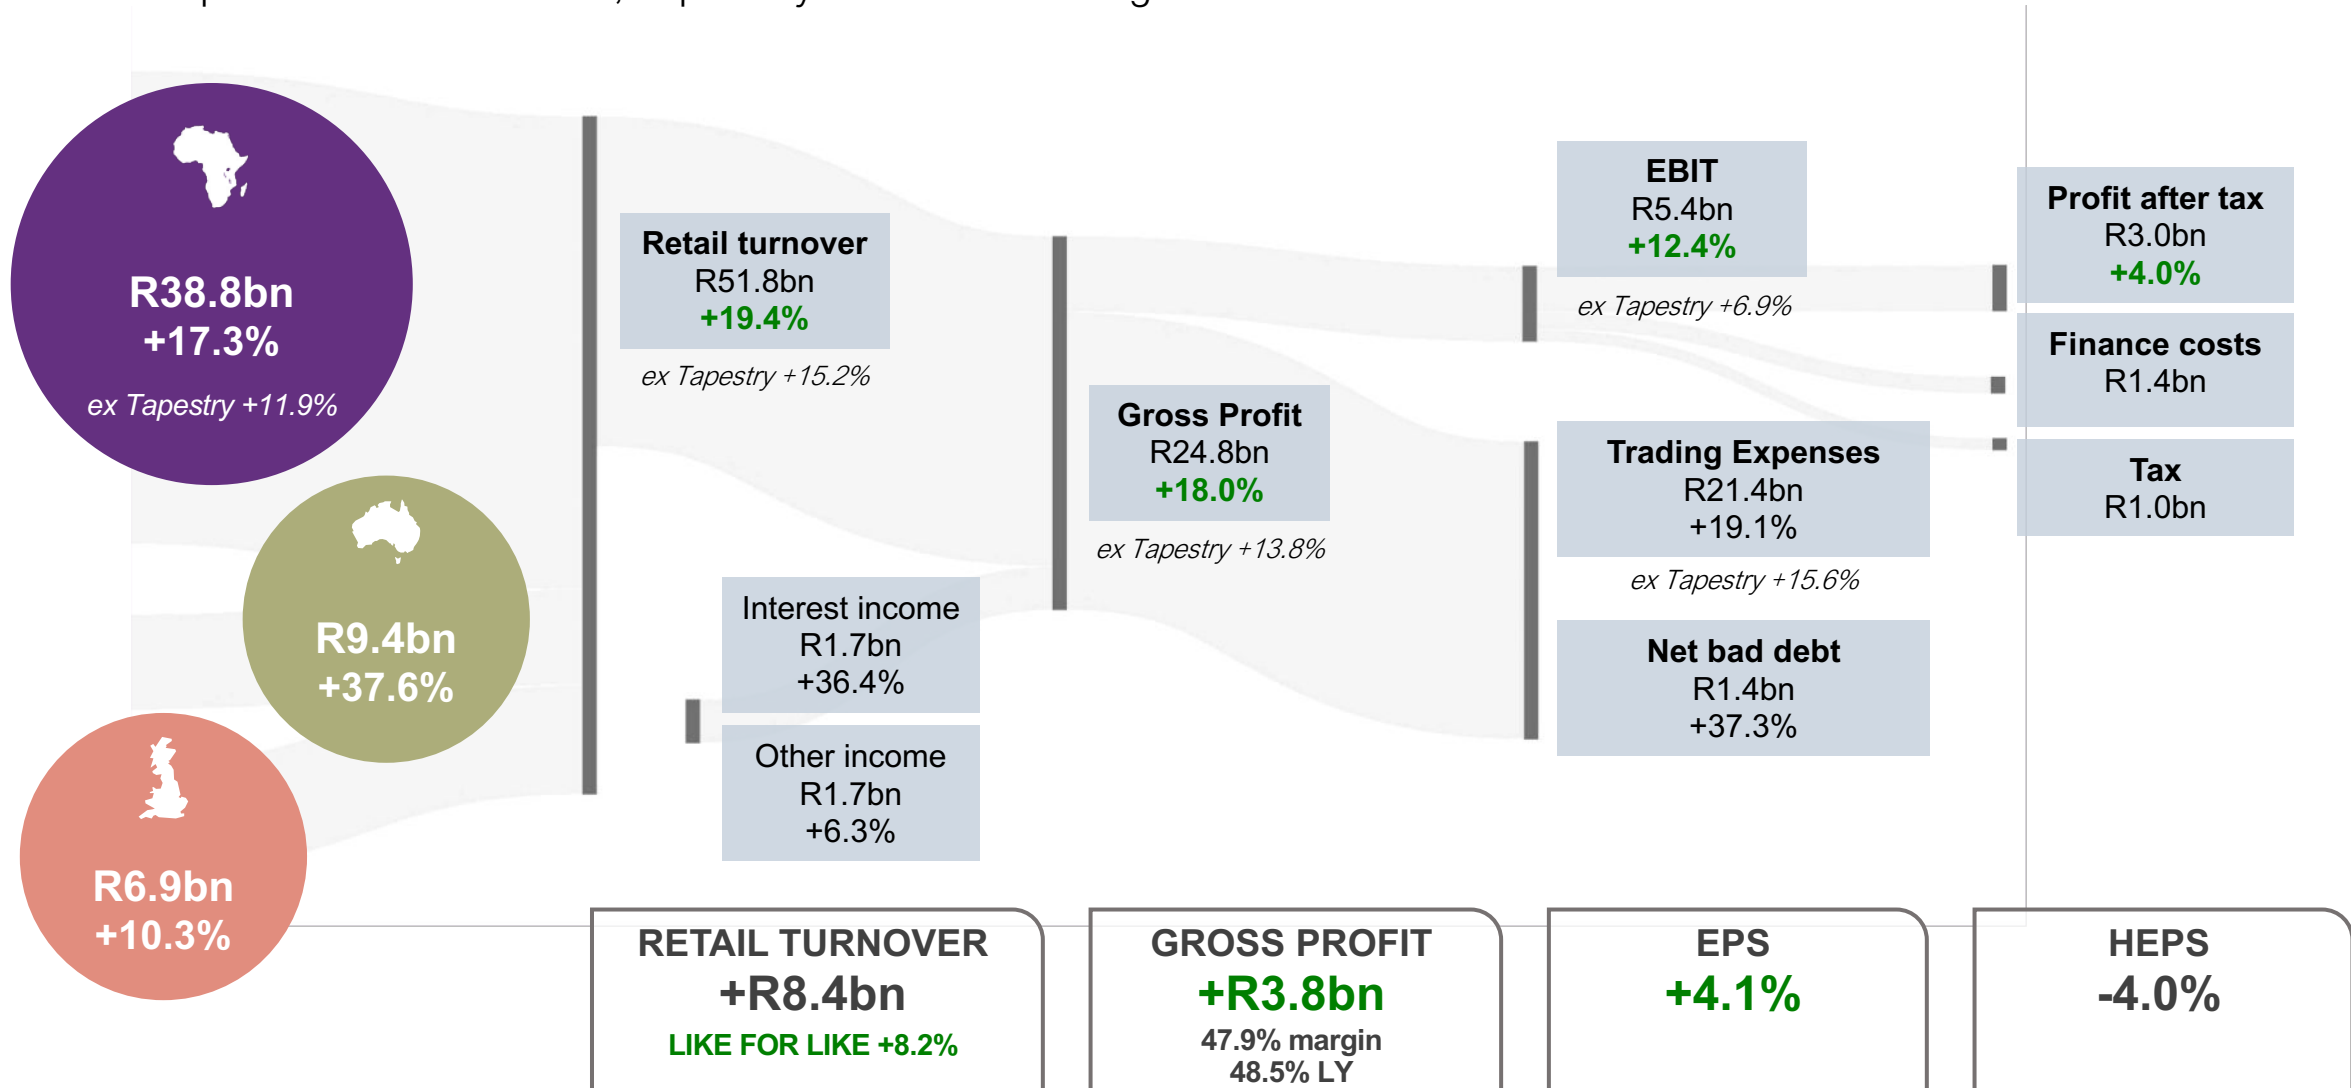 R38.8bn
+17.3%
ex Tapestry +11.9%
R9.4bn
+37.6%
R6.9bn
+10.3%
Retail turnover
R51.8bn
+19.4%
ex Tapestry +15.2%
Interest income
R1.7bn
+36.4%
Other income
R1.7bn
+6.3%
Gross Profit
R24.8bn
+18.0%
ex Tapestry +13.8%
EBIT
R5.4bn
+12.4%
ex Tapestry +6.9%
Trading Expenses
R21.4bn
+19.1%
ex Tapestry +15.6%
Net bad debt
R1.4bn
+37.3%
Profit after tax
R3.0bn
+4.0%
Finance costs
R1.4bn
Tax
R1.0bn
RETAIL TURNOVER
+R8.4bn
LIKE FOR LIKE +8.2%
GROSS PROFIT
+R3.8bn
47.9% margin
48.5% LY
EPS
+4.1%
HEPS
-4.0%